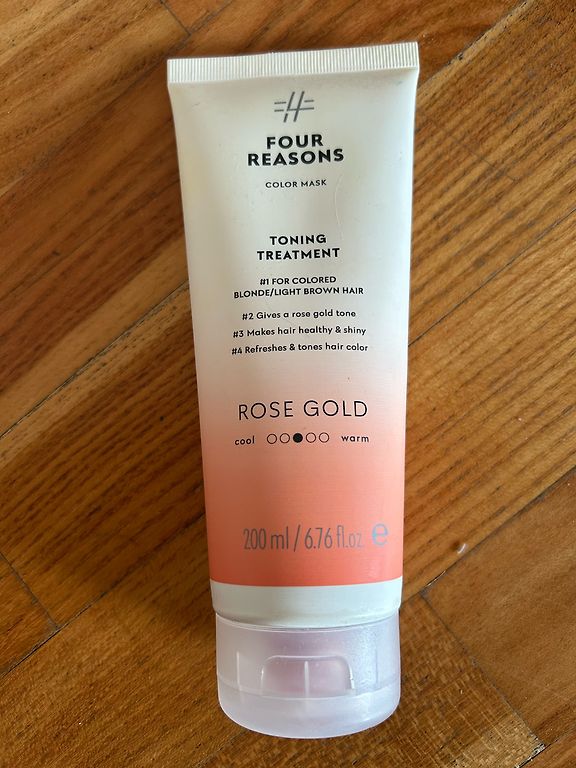 FOUR
REASONS
COLOR MASK
TONING
TREATMENT
#1 FOR COLORED
BLONDE/LIGHT BROWN HAIR
#2 Gives a rose gold tone
#3 Makes hair healthy & shiny
#4 Refreshes & tones hair color
ROSE GOLD
cool ○○●○○ warm
200 ml / 6.76 fl.oz ℮